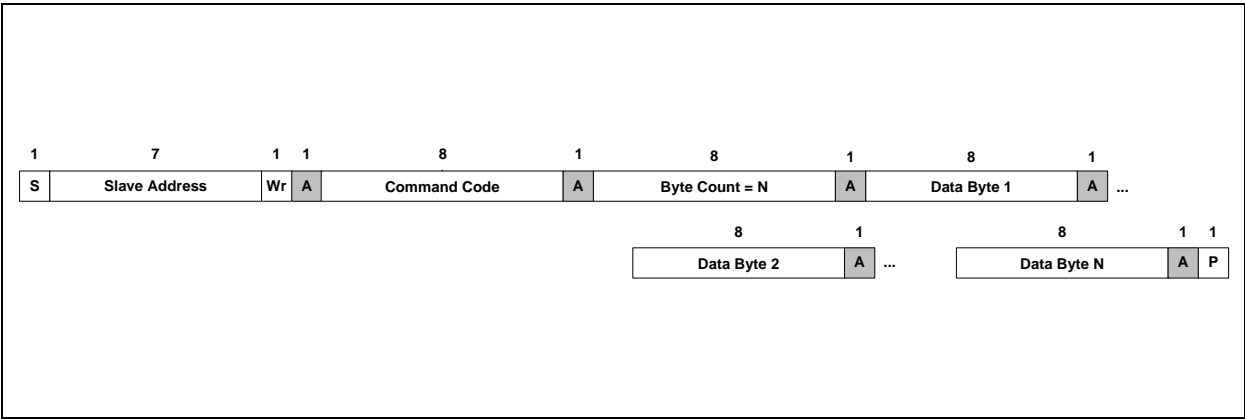 1 7 1 1 8 1 8 1 8 1
S Slave Address Wr A Command Code A Byte Count = N A Data Byte 1 A ...
8 1 8 1 1
Data Byte 2 A ... Data Byte N A P